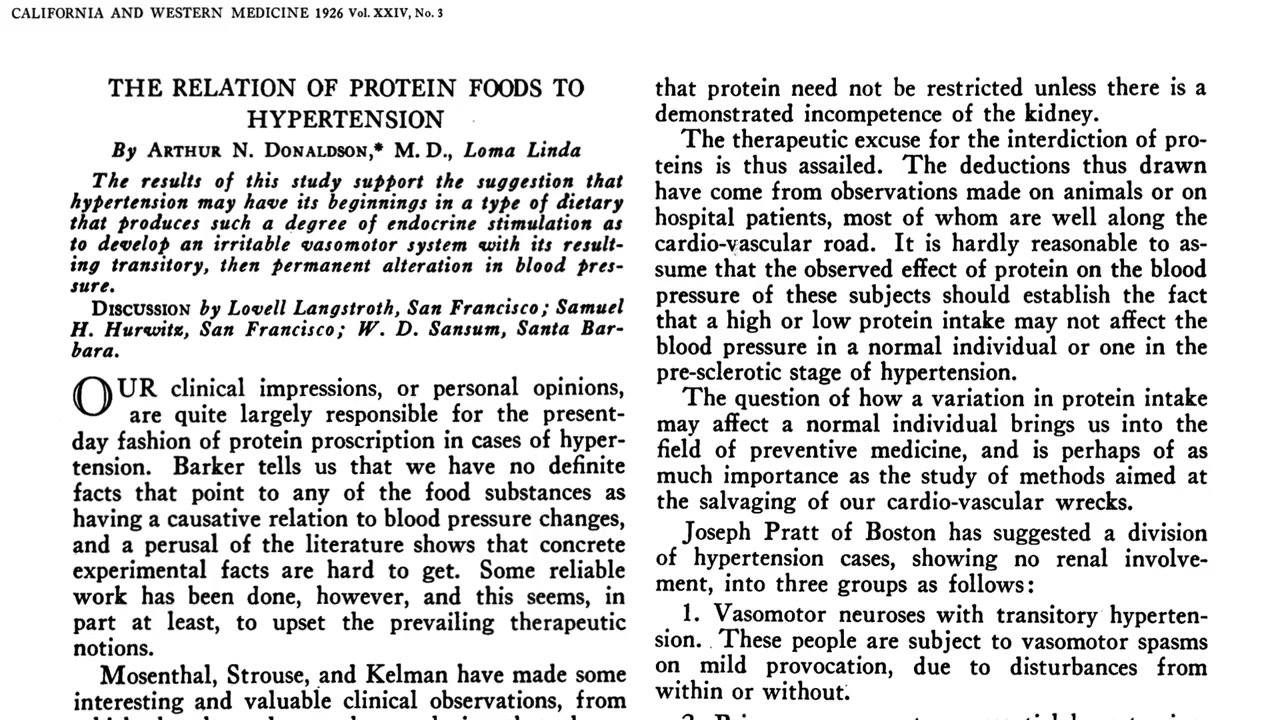 CALIFORNIA AND WESTERN MEDICINE 1926 Vol. XXIV, No. 3
THE RELATION OF PROTEIN FOODS TO
HYPERTENSION
By ARTHUR N. DONALDSON,* M. D., Loma Linda
The results of this study support the suggestion that
hypertension may have its beginnings in a type of dietary
that produces such a degree of endocrine stimulation as
to develop an irritable vasomotor system with its result-
ing transitory, then permanent alteration in blood pres-
sure.
DISCUSSION by Lovell Langstroth, San Francisco; Samuel
H. Hurwitz, San Francisco; W. D. Sansum, Santa Bar-
bara.
OUR clinical impressions, or personal opinions,
are quite largely responsible for the present-
day fashion of protein proscription in cases of hyper-
tension. Barker tells us that we have no definite
facts that point to any of the food substances as
having a causative relation to blood pressure changes,
and a perusal of the literature shows that concrete
experimental facts are hard to get. Some reliable
work has been done, however, and this seems, in
part at least, to upset the prevailing therapeutic
notions.
Mosenthal, Strouse, and Kelman have made some
interesting and valuable clinical observations, from
that protein need not be restricted unless there is a
demonstrated incompetence of the kidney.
The therapeutic excuse for the interdiction of pro-
teins is thus assailed. The deductions thus drawn
have come from observations made on animals or on
hospital patients, most of whom are well along the
cardio-vascular road. It is hardly reasonable to as-
sume that the observed effect of protein on the blood
pressure of these subjects should establish the fact
that a high or low protein intake may not affect the
blood pressure in a normal individual or one in the
pre-sclerotic stage of hypertension.
The question of how a variation in protein intake
may affect a normal individual brings us into the
field of preventive medicine, and is perhaps of as
much importance as the study of methods aimed at
the salvaging of our cardio-vascular wrecks.
Joseph Pratt of Boston has suggested a division
of hypertension cases, showing no renal involve-
ment, into three groups as follows:
1. Vasomotor neuroses with transitory hyperten-
sion. These people are subject to vasomotor spasms
on mild provocation, due to disturbances from
within or without.